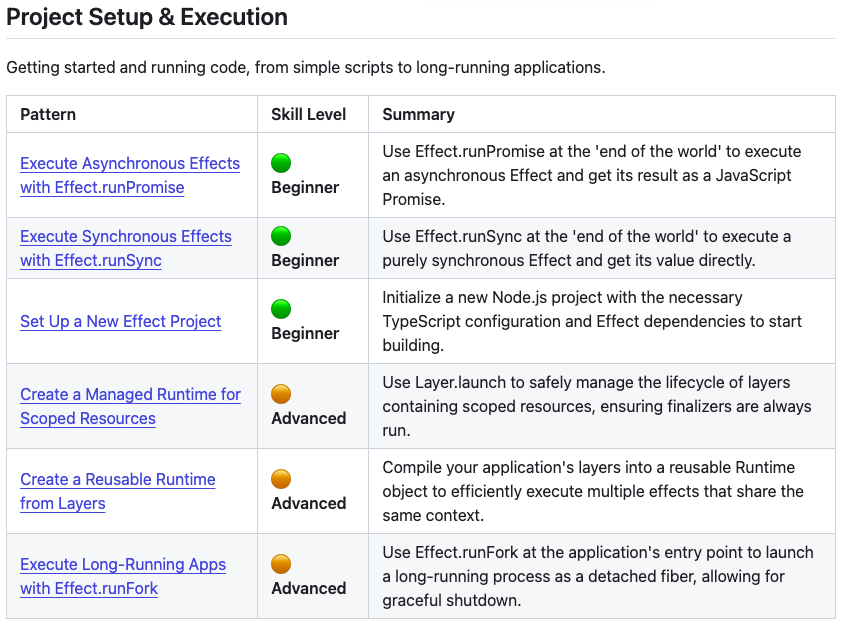 Project Setup & Execution
Getting started and running code, from simple scripts to long-running applications.
Pattern Skill Level Summary
Execute Asynchronous Effects
with Effect.runPromise
Beginner
Use Effect.runPromise at the 'end of the world' to execute
an asynchronous Effect and get its result as a JavaScript
Promise.
Execute Synchronous Effects
with Effect.runSync
Beginner
Use Effect.runSync at the 'end of the world' to execute a
purely synchronous Effect and get its value directly.
Set Up a New Effect Project
Beginner
Initialize a new Node.js project with the necessary
TypeScript configuration and Effect dependencies to start
building.
Create a Managed Runtime for
Scoped Resources
Advanced
Use Layer.launch to safely manage the lifecycle of layers
containing scoped resources, ensuring finalizers are always
run.
Create a Reusable Runtime
from Layers
Advanced
Compile your application's layers into a reusable Runtime
object to efficiently execute multiple effects that share the
same context.
Execute Long-Running Apps
with Effect.runFork
Advanced
Use Effect.runFork at the application's entry point to launch
a long-running process as a detached fiber, allowing for
graceful shutdown.